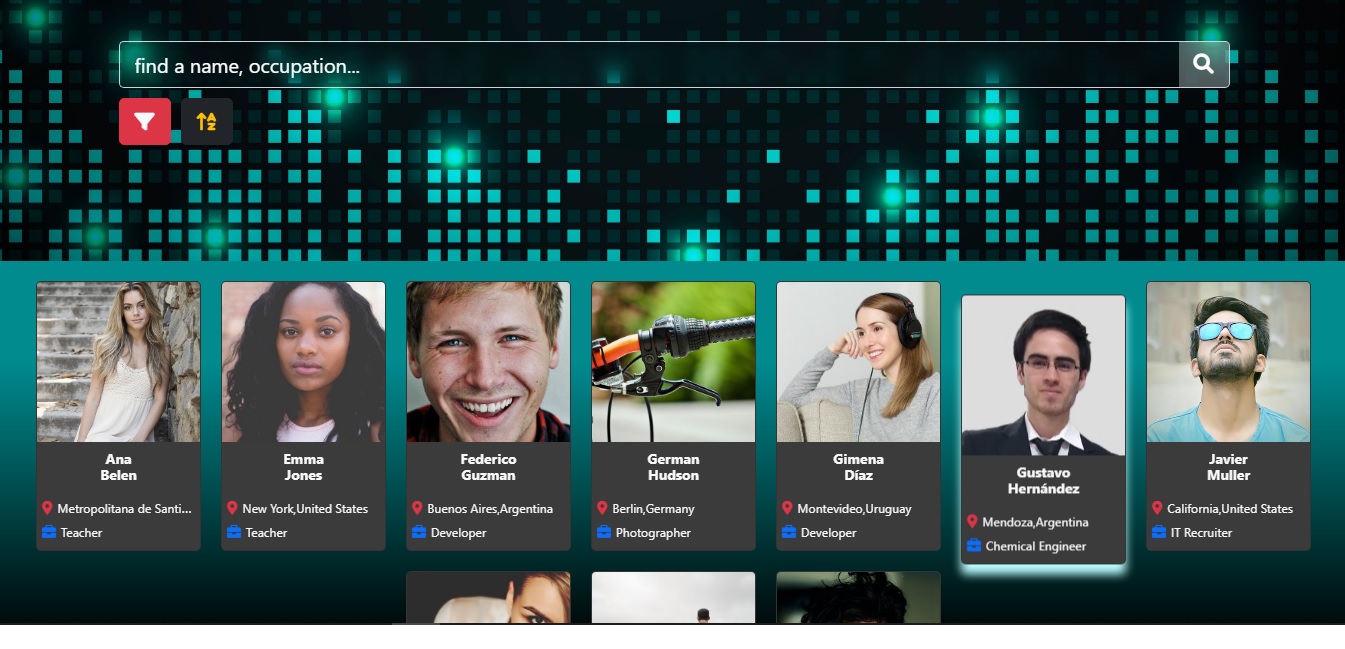 find a name, occupation...
Ana
Belen
Metropolitana de Santi...
Teacher
Emma
Jones
New York,United States
Teacher
Federico
Guzman
Buenos Aires,Argentina
Developer
German
Hudson
Berlin,Germany
Photographer
Gimena
Díaz
Montevideo,Uruguay
Developer
Gustavo
Hernández
Mendoza,Argentina
Chemical Engineer
Javier
Muller
California,United States
IT Recruiter